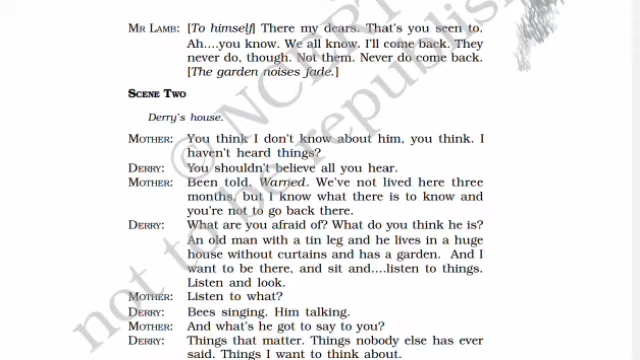 MR LAMB: [To himself] There my dears. That's you seen to.
Ah....you know. We all know. I'll come back. They
never do, though. Not them. Never do come back.
[The garden noises fade.]
SCENE TWO
Derry's house.
MOTHER: You think I don't know about him, you think. I
haven't heard things?
DERRY: You shouldn't believe all you hear.
MOTHER: Been told. Warned. We've not lived here three
months, but I know what there is to know and
you're not to go back there.
DERRY: What are you afraid of? What do you think he is?
An old man with a tin leg and he lives in a huge
house without curtains and has a garden. And I
want to be there, and sit and....listen to things.
Listen and look.
MOTHER: Listen to what?
DERRY: Bees singing. Him talking.
MOTHER: And what's he got to say to you?
DERRY: Things that matter. Things nobody else has ever
said. Things I want to think about.
© NCERT
not to be republished